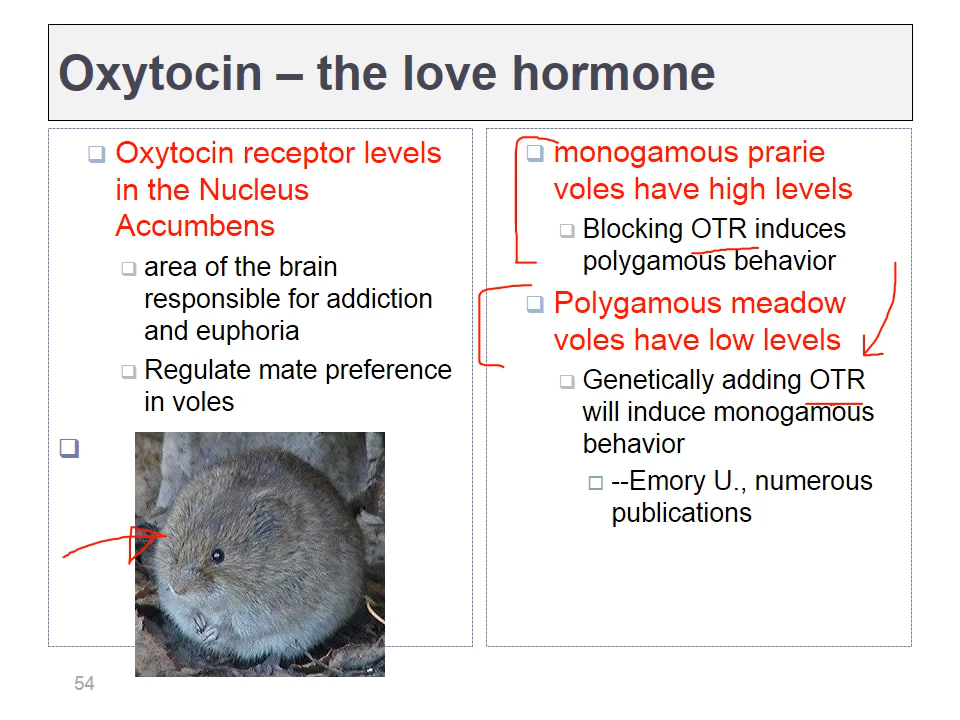 Oxytocin – the love hormone
Oxytocin receptor levels
in the Nucleus
Accumbens
area of the brain
responsible for addiction
and euphoria
Regulate mate preference
in voles
monogamous prarie
voles have high levels
Blocking OTR induces
polygamous behavior
Polygamous meadow
voles have low levels
Genetically adding OTR
will induce monogamous
behavior
--Emory U., numerous
publications
54